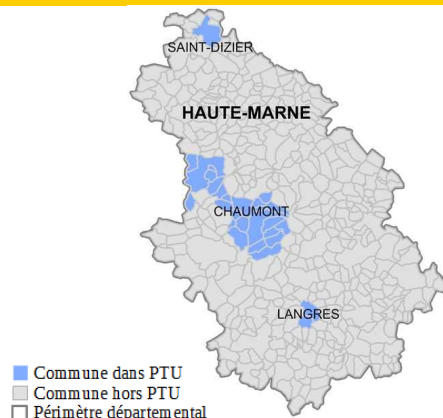 SAINT-DIZIER
HAUTE-MARNE
CHAUMONT
LANGRES
Commune dans PTU
Commune hors PTU
Périmètre départemental